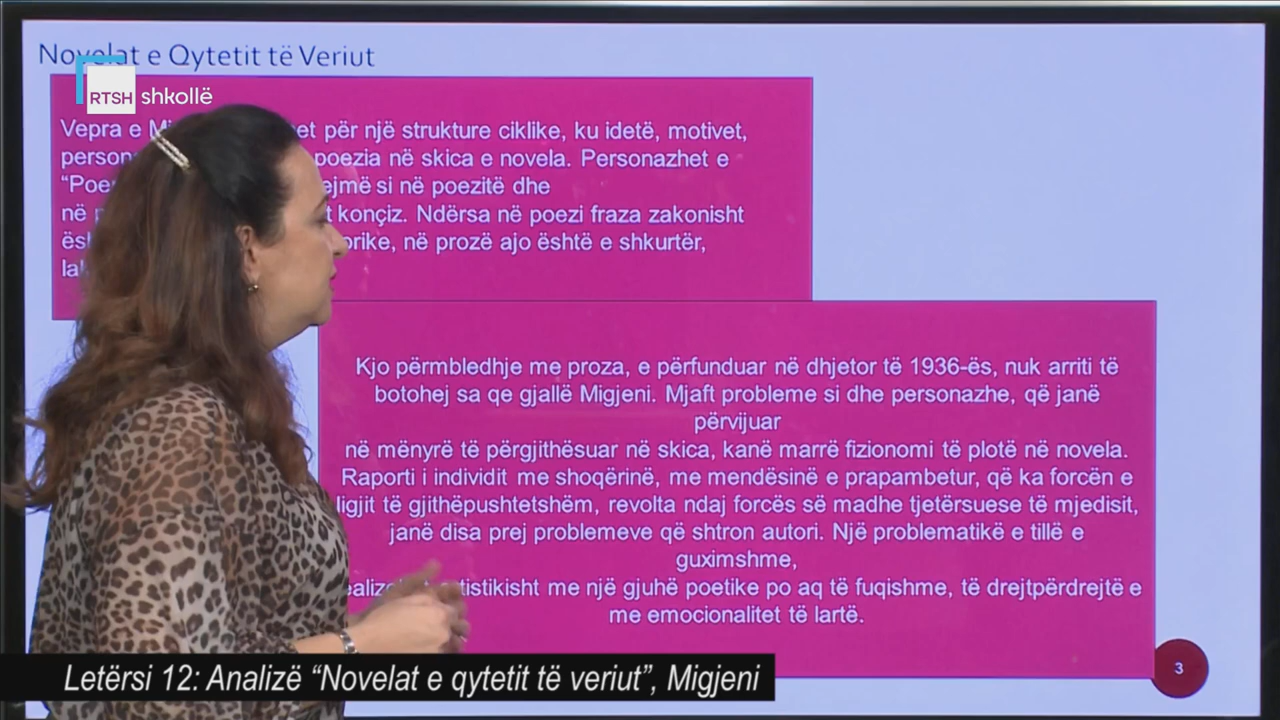 Novelat e Qytetit të Veriut
RTSH shkollë
Vepra e për një strukture ciklike, ku idetë, motivet,
poezia në skica e novela. Personazhet e
si në poezitë dhe
në konçiz. Ndërsa në poezi fraza zakonisht
në prozë ajo është e shkurtër,
Kjo përmbledhje me proza, e përfunduar në dhjetor të 1936-ës, nuk arriti të
botohej sa qe gjallë Migjeni. Mjaft probleme si dhe personazhe, që janë
përvijuar
në mënyrë të përgjithësuar në skica, kanë marrë fizionomi të plotë në novela.
Raporti i individit me shoqërinë, me mendësinë e prapambetur, që ka forcën e
ligjit të gjithëpushtetshëm, revolta ndaj forcës së madhe tjetërsuese të mjedisit,
janë disa prej problemeve që shtron autori. Një problematikë e tillë e
guximshme,
me një gjuhë poetike po aq të fuqishme, të drejtpërdrejtë e
me emocionalitet të lartë.
Letërsi 12: Analizë “Novelat e qytetit të veriut”, Migjeni
3